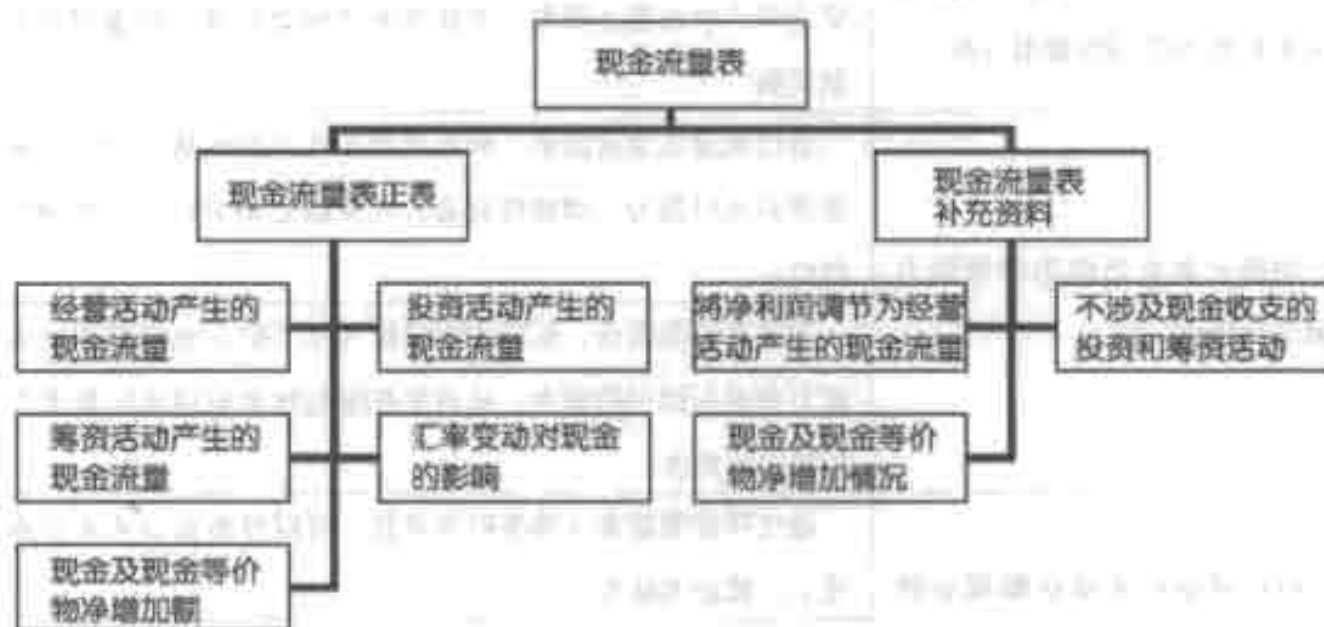 现金流量表
现金流量表正表
现金流量表
补充资料
经营活动产生的
现金流量
投资活动产生的
现金流量
将净利润调节为经营
活动产生的现金流量
不涉及现金收支的
投资和筹资活动
筹资活动产生的
现金流量
汇率变动对现金
的影响
现金及现金等价
物净增加情况
现金及现金等价
物净增加额